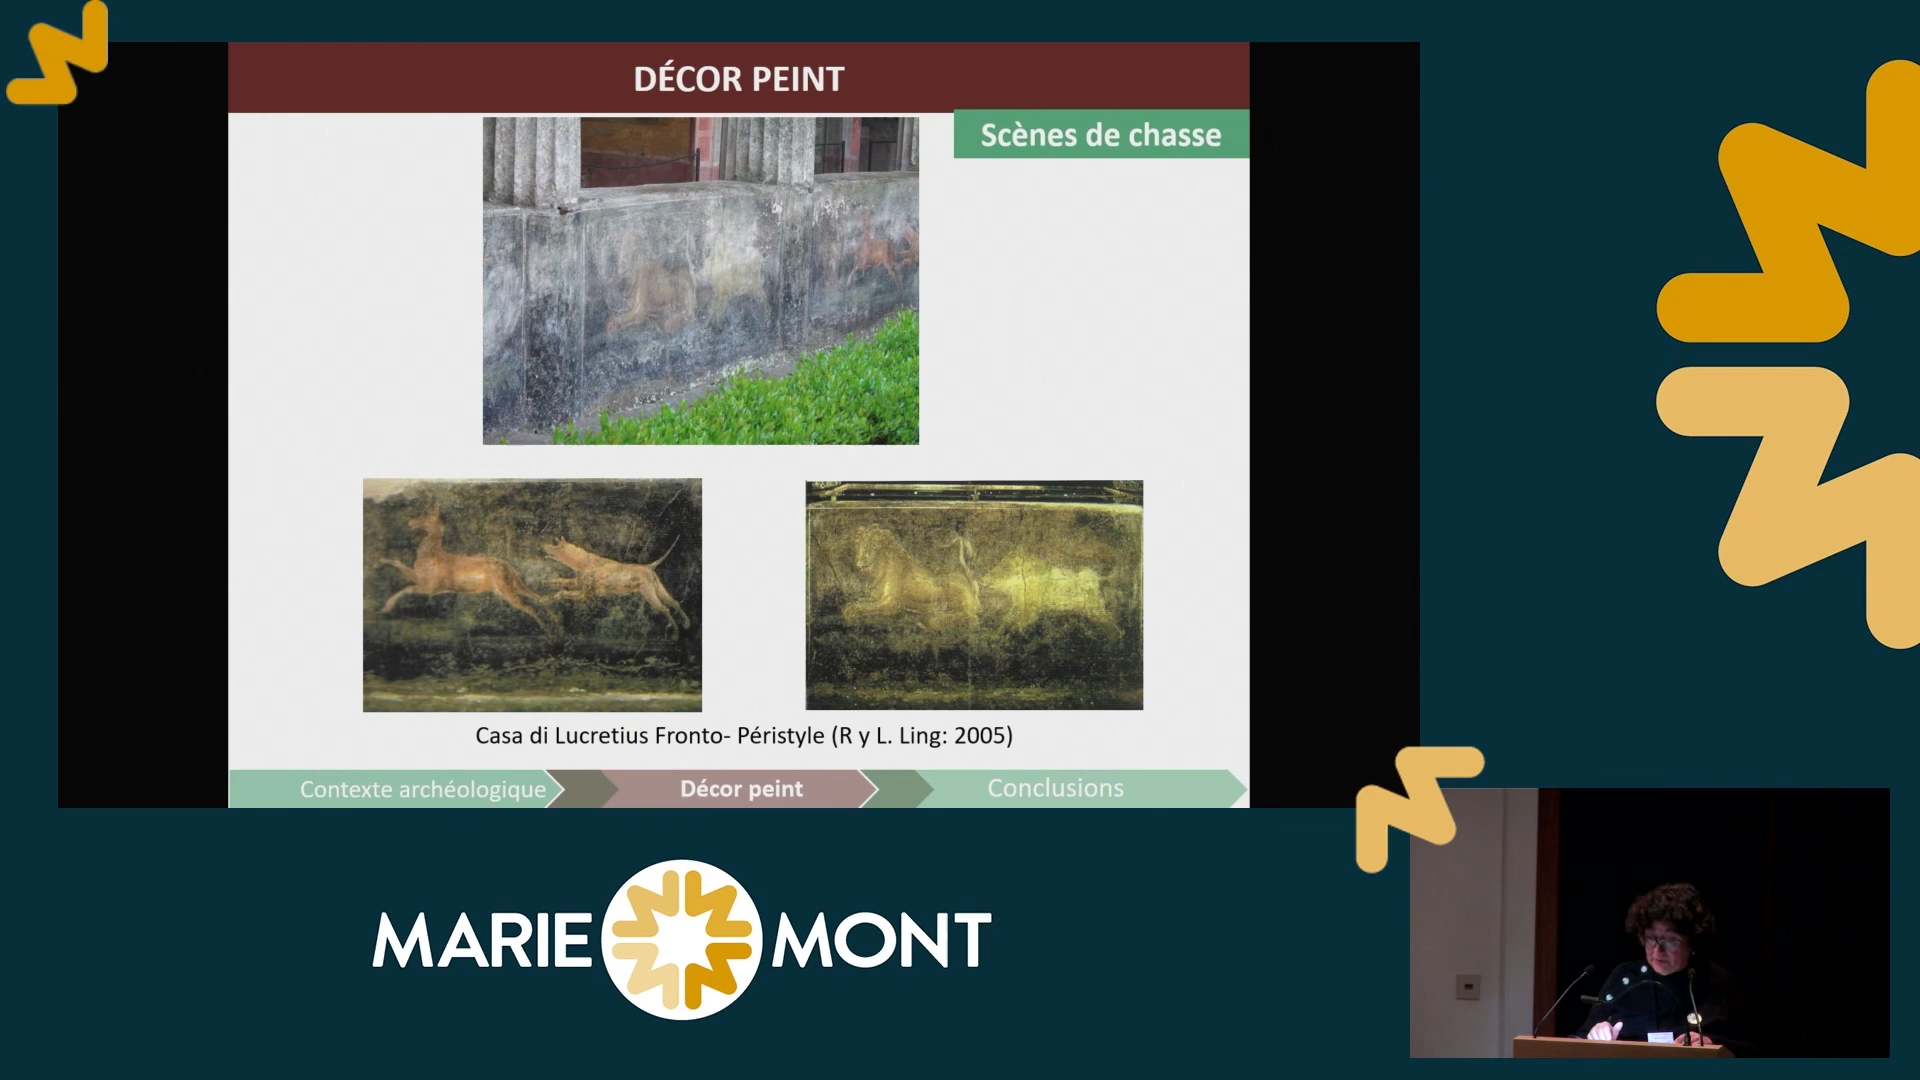 DÉCOR PEINT
Scènes de chasse
Casa di Lucretius Fronto- Péristyle (R y L. Ling: 2005)
Contexte archéologique
Décor peint
Conclusions
MARIE MONT